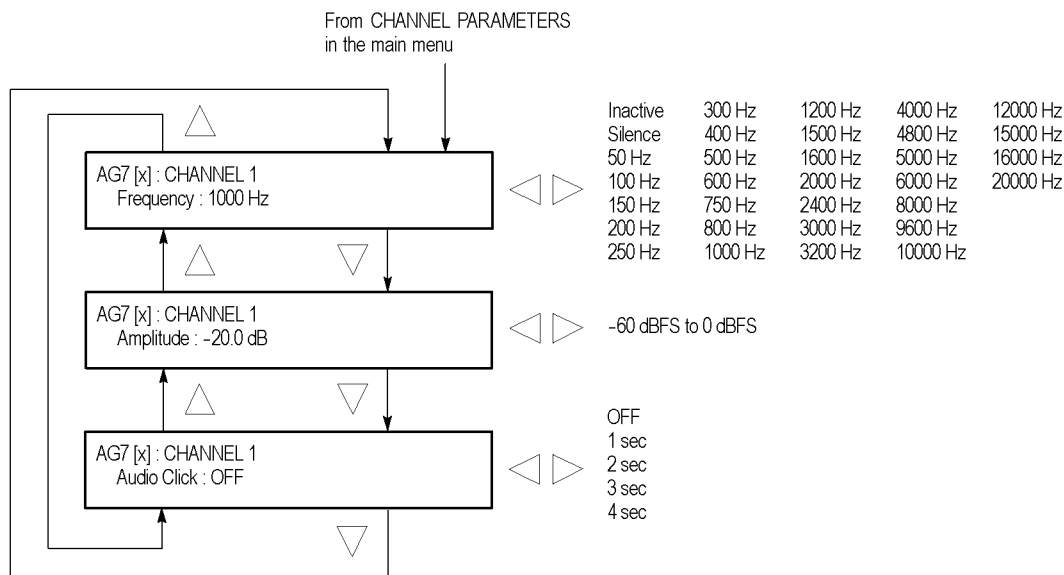 From CHANNEL PARAMETERS
in the main menu
AG7 [x] : CHANNEL 1
Frequency : 1000 Hz
Inactive 300 Hz 1200 Hz 4000 Hz 12000 Hz
Silence 400 Hz 1500 Hz 4800 Hz 15000 Hz
50 Hz 500 Hz 1600 Hz 5000 Hz 16000 Hz
100 Hz 600 Hz 2000 Hz 6000 Hz 20000 Hz
150 Hz 750 Hz 2400 Hz 8000 Hz
200 Hz 800 Hz 3000 Hz 9600 Hz
250 Hz 1000 Hz 3200 Hz 10000 Hz
AG7 [x] : CHANNEL 1
Amplitude : -20.0 dB
-60 dBFS to 0 dBFS
AG7 [x] : CHANNEL 1
Audio Click : OFF
OFF
1 sec
2 sec
3 sec
4 sec